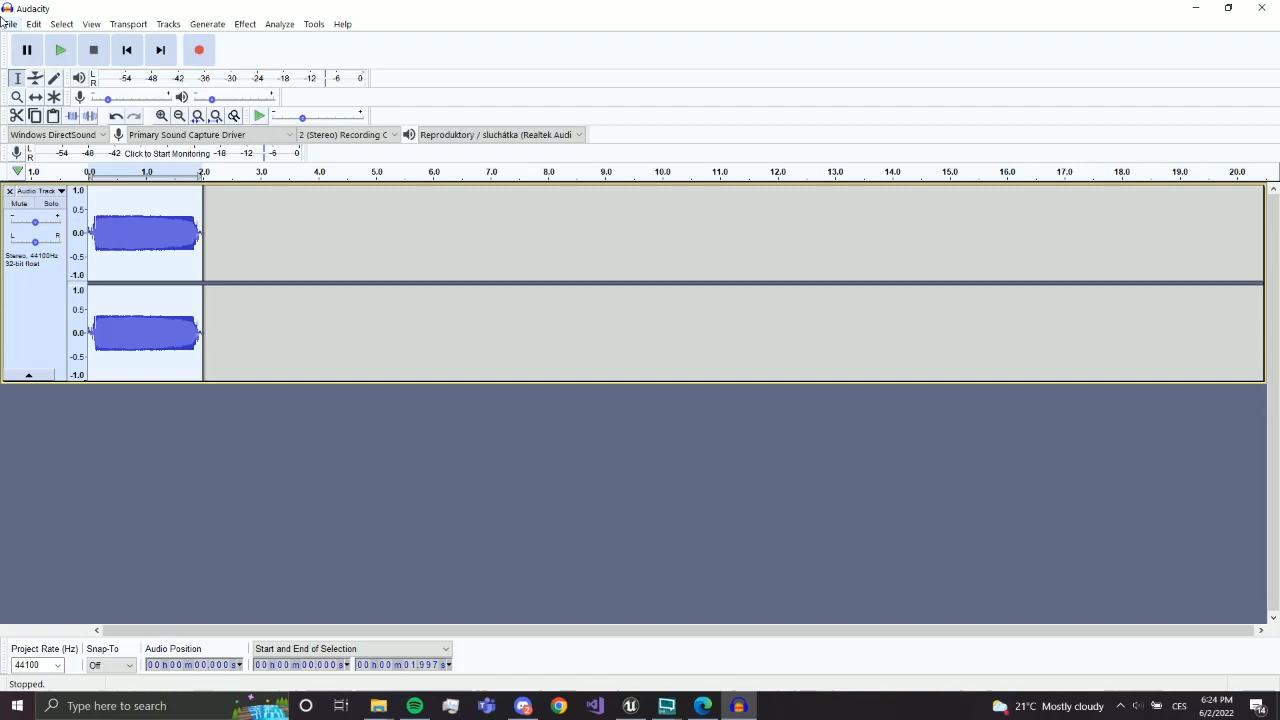 Audacity
File Edit Select View Transport Tracks Generate Effect Analyze Tools Help
L R -54 -48 -42 -36 -30 -24 -18 -12 -6 0
Windows DirectSound Primary Sound Capture Driver 2 (Stereo) Recording C Reproduktory / sluchátka (Realtek Audi
L R -54 -48 -42 Click to Start Monitoring -18 -12 -6 0
1.0 0.0 1.0 2.0 3.0 4.0 5.0 6.0 7.0 8.0 9.0 10.0 11.0 12.0 13.0 14.0 15.0 16.0 17.0 18.0 19.0 20.0
Audio Track
Mute Solo
- +
L R
Stereo, 44100Hz
32-bit float
1.0
0.5
0.0
-0.5
-1.0
1.0
0.5
0.0
-0.5
-1.0
Project Rate (Hz) Snap-To Audio Position Start and End of Selection
44100 Off 00 h 00 m 00.000 s 00 h 00 m 00.000 s 00 h 00 m 01.997 s
Stopped.
Type here to search
21°C Mostly cloudy CES 6:24 PM 6/2/2022 14